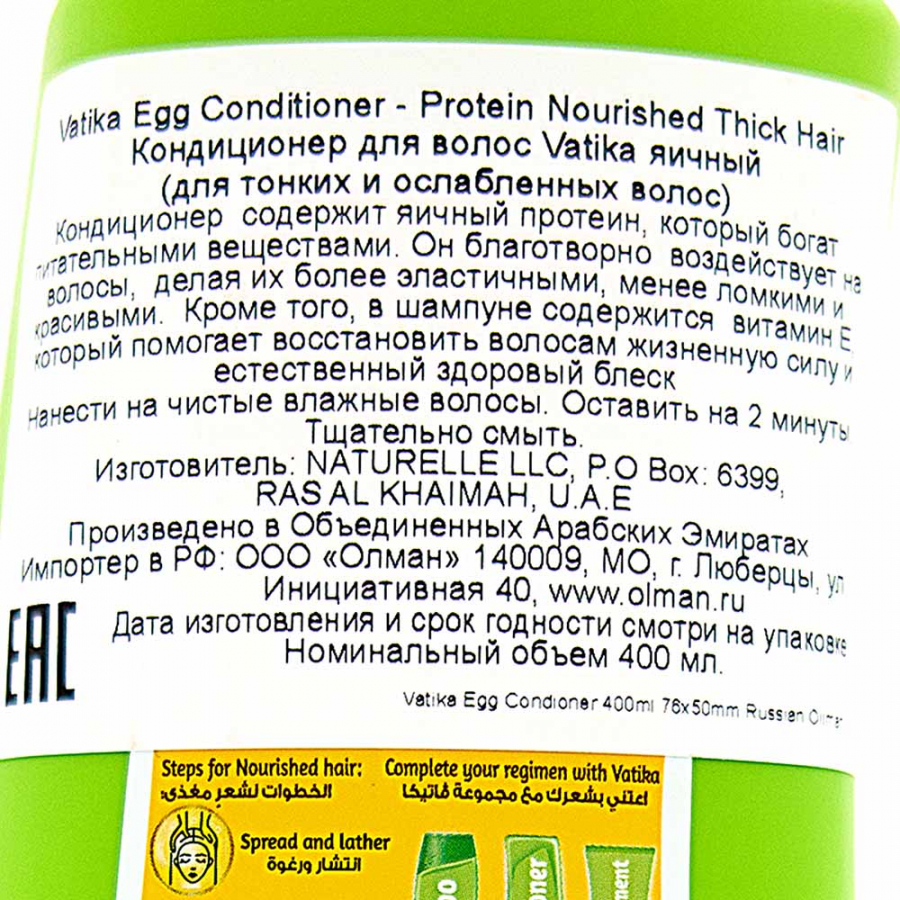 Vatika Egg Conditioner - Protein Nourished Thick Hair
Кондиционер для волос Vatika яичный
(для тонких и ослабленных волос)
Кондиционер содержит яичный протеин, который богат
питательными веществами. Он благотворно воздействует на
волосы, делая их более эластичными, менее ломкими и
красивыми. Кроме того, в шампуне содержится витамин Е
который помогает восстановить волосам жизненную силу и
естественный здоровый блеск
Нанести на чистые влажные волосы. Оставить на 2 минуты
Тщательно смыть.
Изготовитель: NATURELLE LLC, P.O Box: 6399,
RAS AL KHAIMAH, U.A.E
Произведено в Объединенных Арабских Эмиратах
Импортер в РФ: ООО «Олман» 140009, МО, г. Люберцы, ул
Инициативная 40, www.olman.ru
EAC
Дата изготовления и срок годности смотри на упаковке
Номинальный объем 400 мл.
Vatika Egg Condioner 400ml 76x50mm Russian
Steps for Nourished hair:
الخطوات لشعر مغذى:
Complete your regimen with Vatika
اعتني بشعرك مع مجموعة ڤاتيكا
Spread and lather
انتشار ورغوة